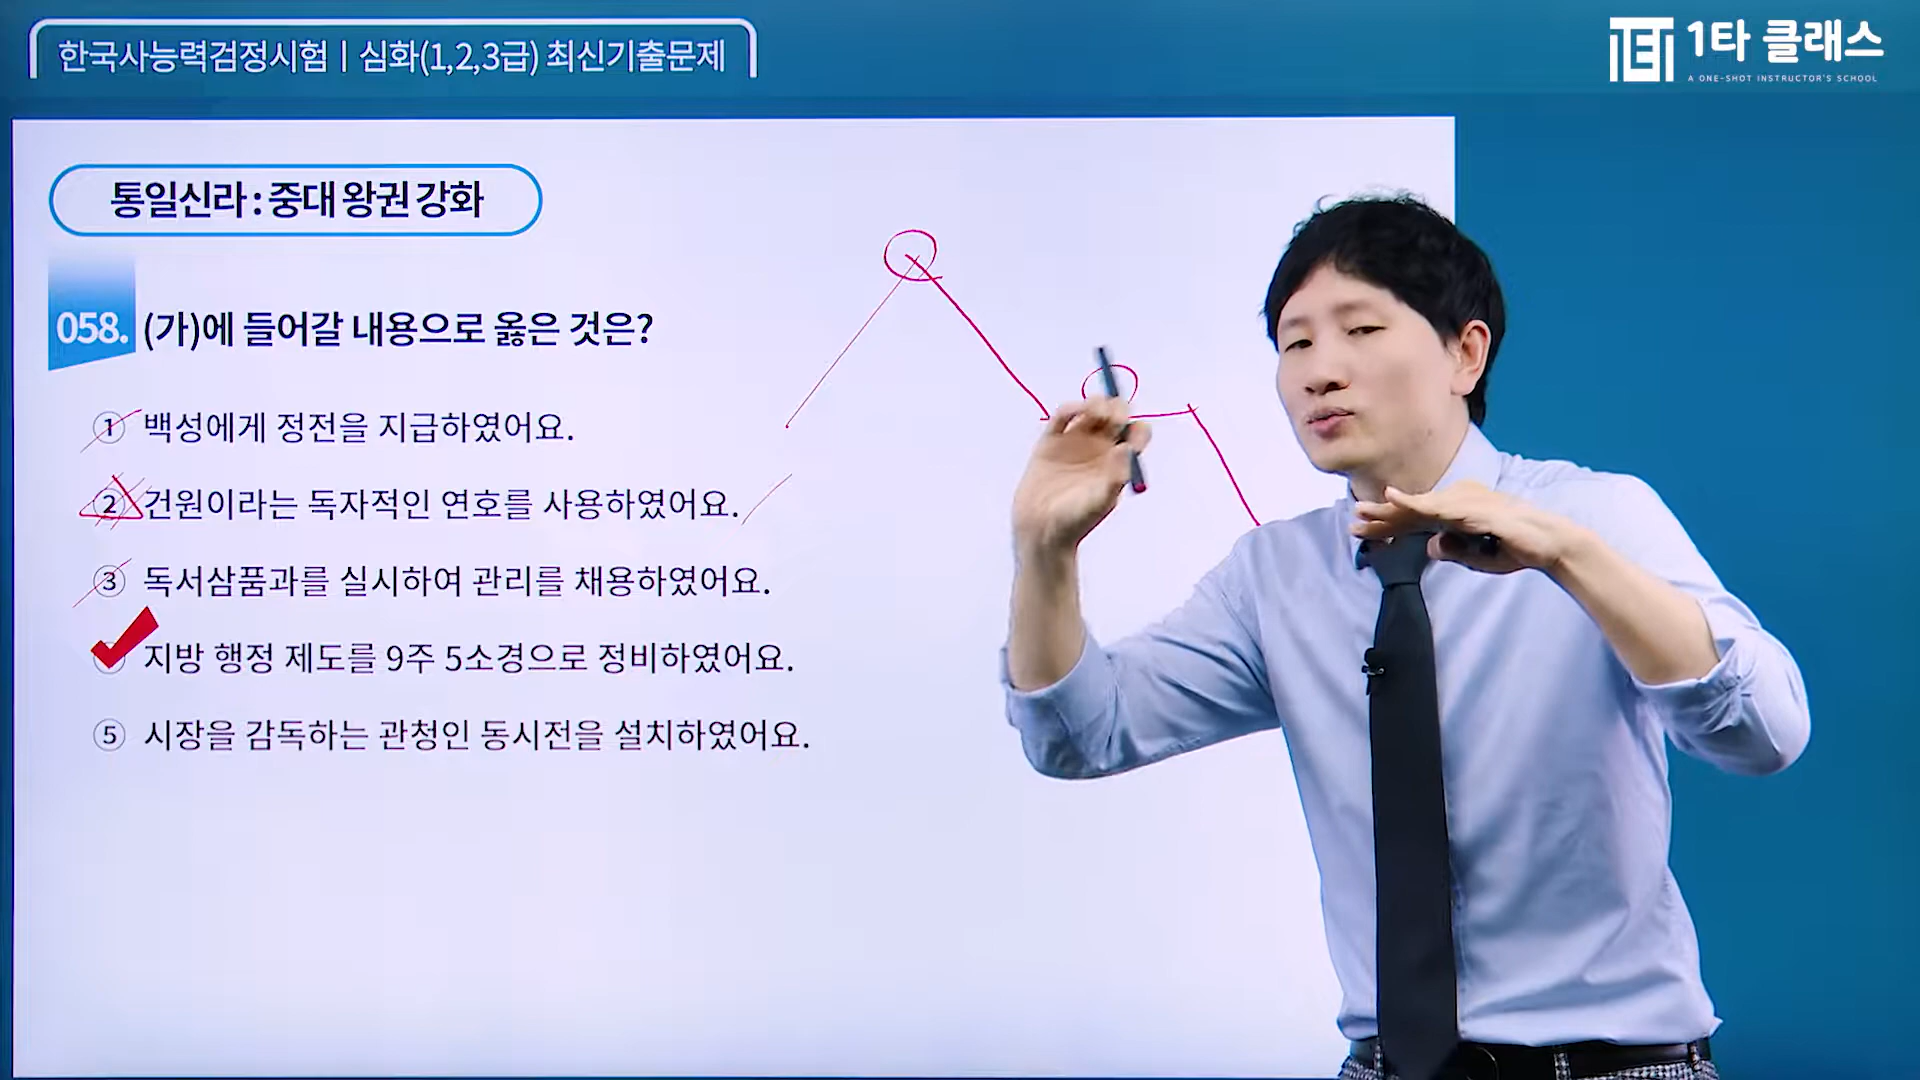 한국사능력검정시험 | 심화(1,2,3급) 최신기출문제
1타 클래스
A ONE-SHOT INSTRUCTOR'S SCHOOL
통일신라 : 중대 왕권 강화
058. (가)에 들어갈 내용으로 옳은 것은?
① 백성에게 정전을 지급하였어요.
② 건원이라는 독자적인 연호를 사용하였어요.
③ 독서삼품과를 실시하여 관리를 채용하였어요.
지방 행정 제도를 9주 5소경으로 정비하였어요.
⑤ 시장을 감독하는 관청인 동시전을 설치하였어요.